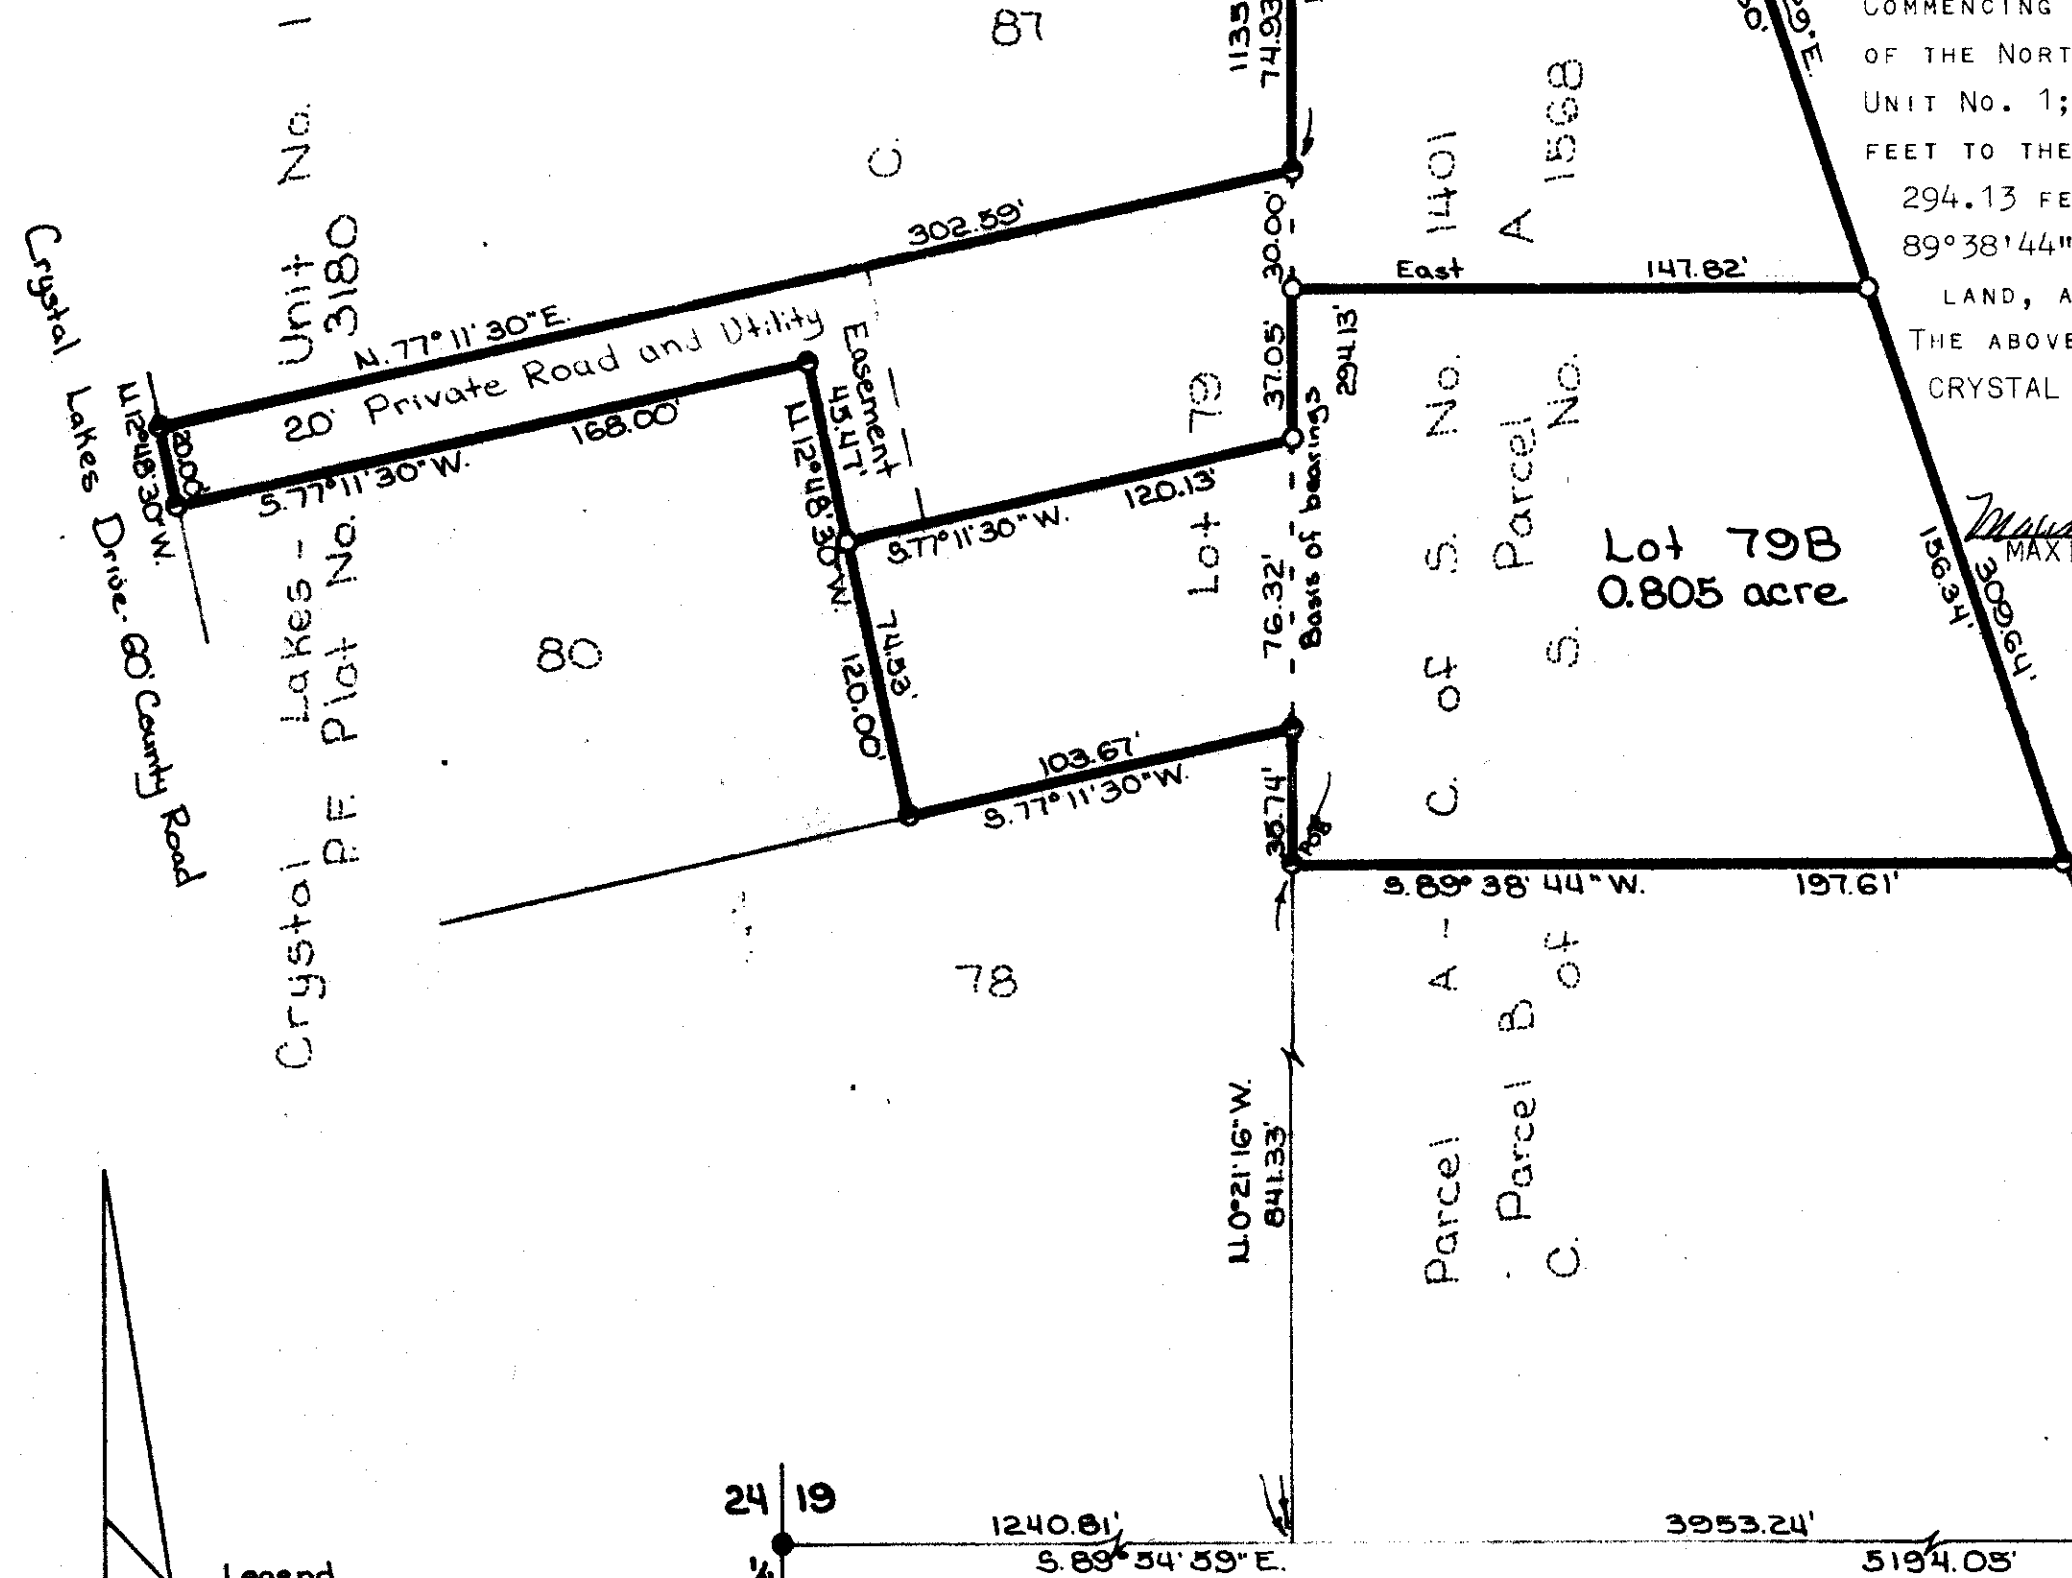 87
1135
74.93
29" E.
COMMENCING
OF THE NORT
UNIT NO. 1;
FEET TO THE
294.13 FE
89°38'44"
LAND, A
THE ABOVE
CRYSTAL
MAX
C.
302.59'
N. 77° 11' 30" E.
20' Private Road and Utility
Easement
168.00'
S. 77° 11' 30" W.
20.00'
N. 12° 48' 30" W.
Crystal Lakes Drive - 60' County Road
Crystal Lakes - Unit No. 1
P.F. Plat No. 3180
45.47'
N. 12° 48' 30" W.
30.00'
East 147.82'
37.05'
294.13'
Basis of bearings
76.32'
120.13'
S. 77° 11' 30" W.
Lot 79
80
74.53'
120.00'
103.67'
S. 77° 11' 30" W.
35.74'
POB
Lot 79B
0.805 acre
156.34'
309.64'
S. 89° 38' 44" W. 197.61'
Parcel A - C. of S. No. 1401
Parcel B Parcel A
C. of S. No. 1568
78
N. 0° 21' 16" W.
841.33'
24 19
1/4
1240.81'
S. 89° 54' 59" E.
3953.24'
5194.05'
Legend